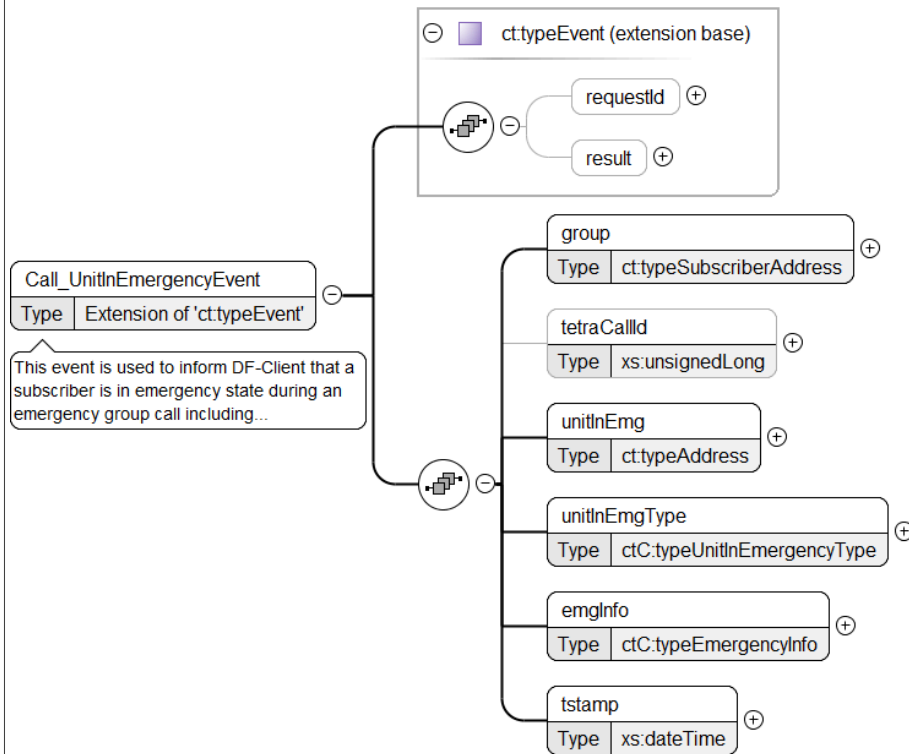 ct:typeEvent (extension base)
requestId
result
Call_UnitInEmergencyEvent
Type Extension of 'ct:typeEvent'
This event is used to inform DF-Client that a
subscriber is in emergency state during an
emergency group call including...
group
Type ct:typeSubscriberAddress
tetraCallId
Type xs:unsignedLong
unitInEmg
Type ct:typeAddress
unitInEmgType
Type ctC:typeUnitInEmergencyType
emgInfo
Type ctC:typeEmergencyInfo
tstamp
Type xs:dateTime